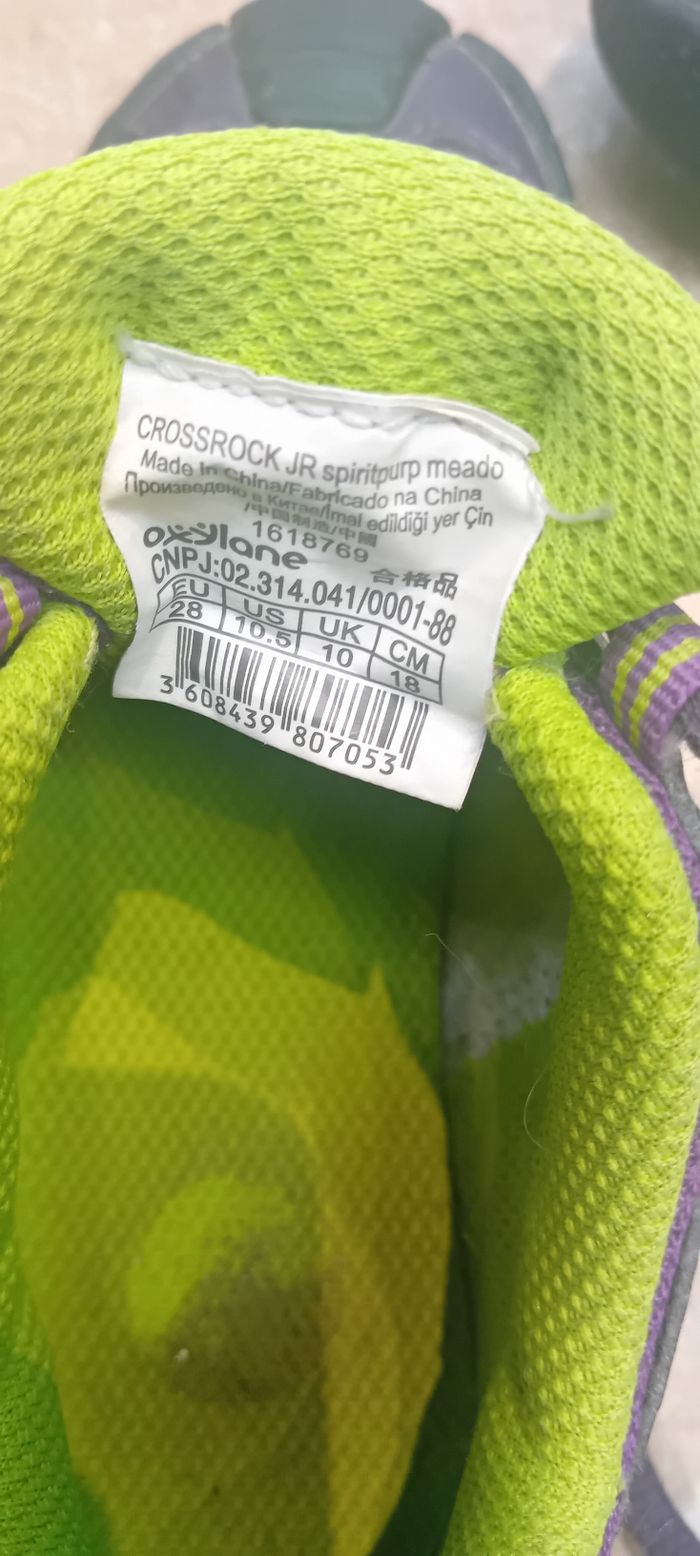 CROSSROCK JR spiritpurp meado
Made In China/Fabricado na China
Произведено в Китае/İmal edildiği yer Çin
/中国制造/中國
1618769
oxylane 合格品
CNPJ:02.314.041/0001-88
EU US UK CM
28 10.5 10 18
3 608439 807053